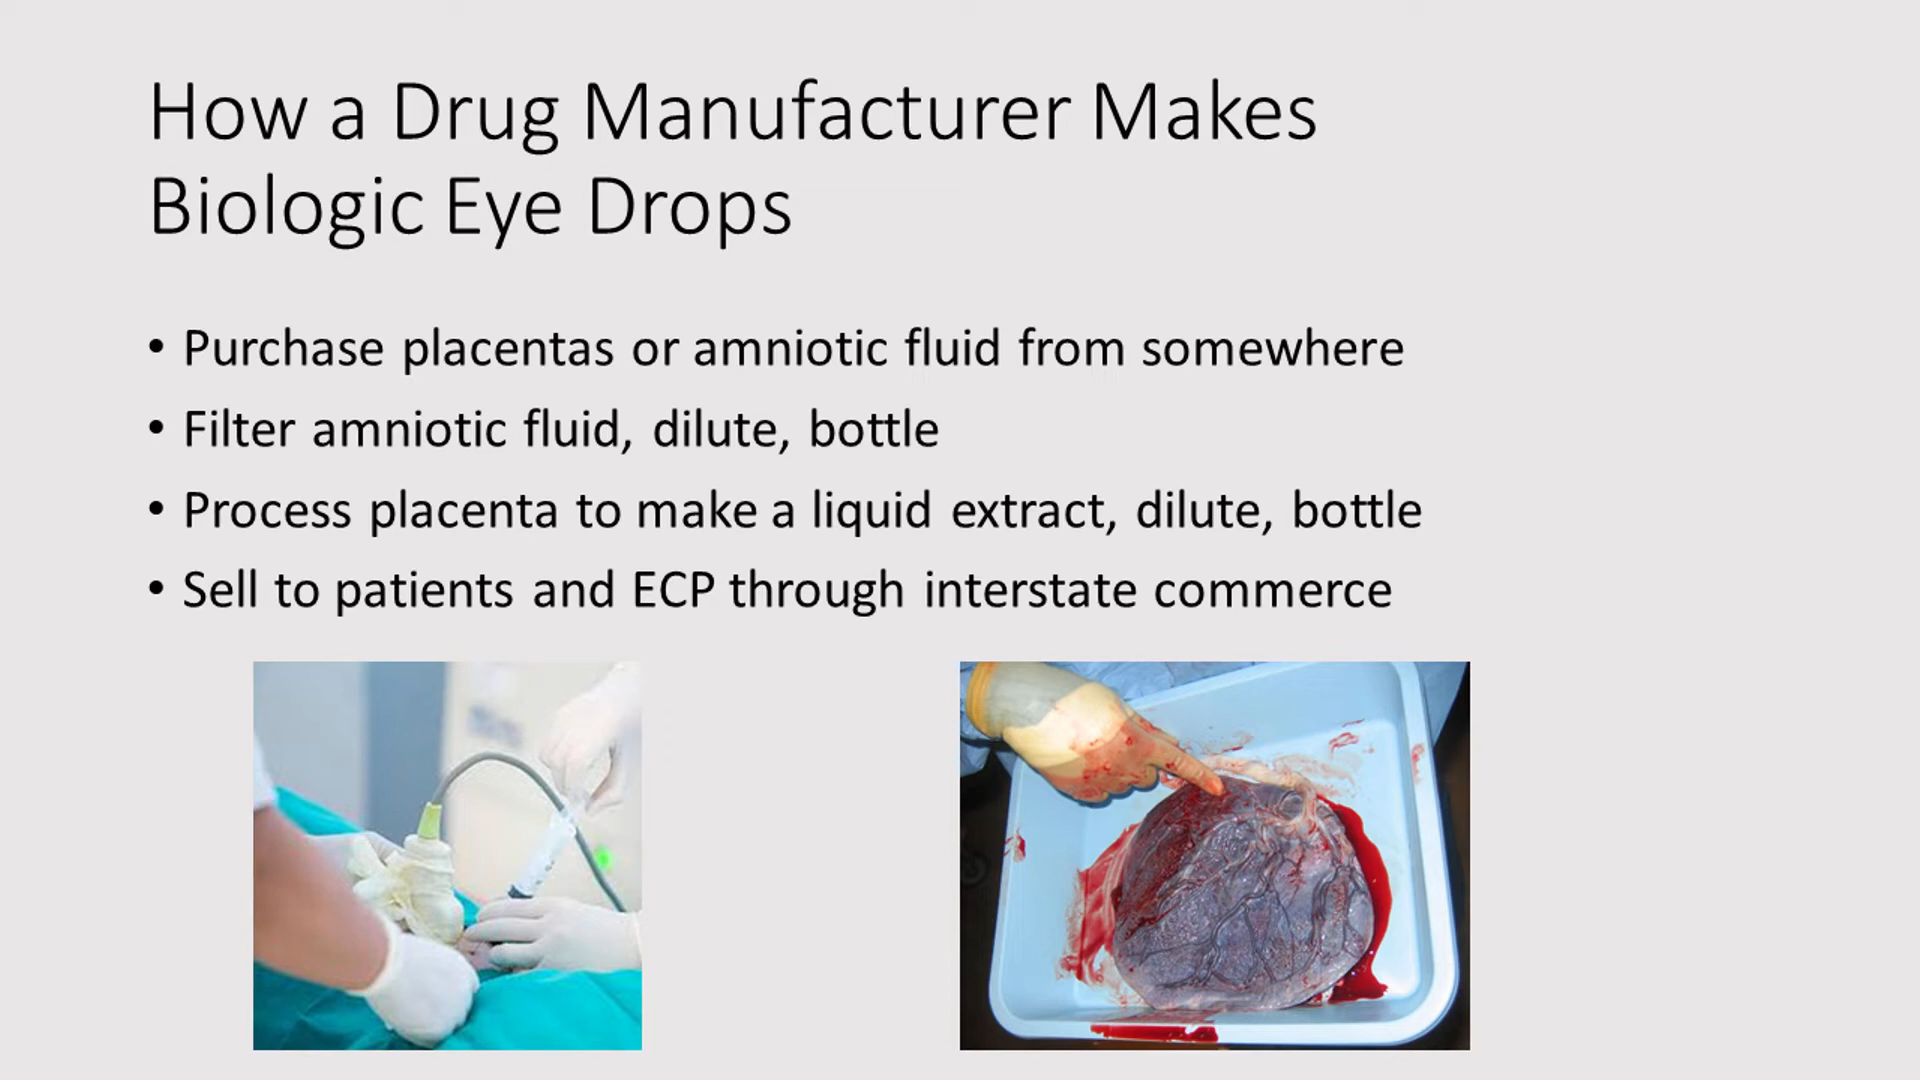 How a Drug Manufacturer Makes
Biologic Eye Drops
• Purchase placentas or amniotic fluid from somewhere
• Filter amniotic fluid, dilute, bottle
• Process placenta to make a liquid extract, dilute, bottle
• Sell to patients and ECP through interstate commerce